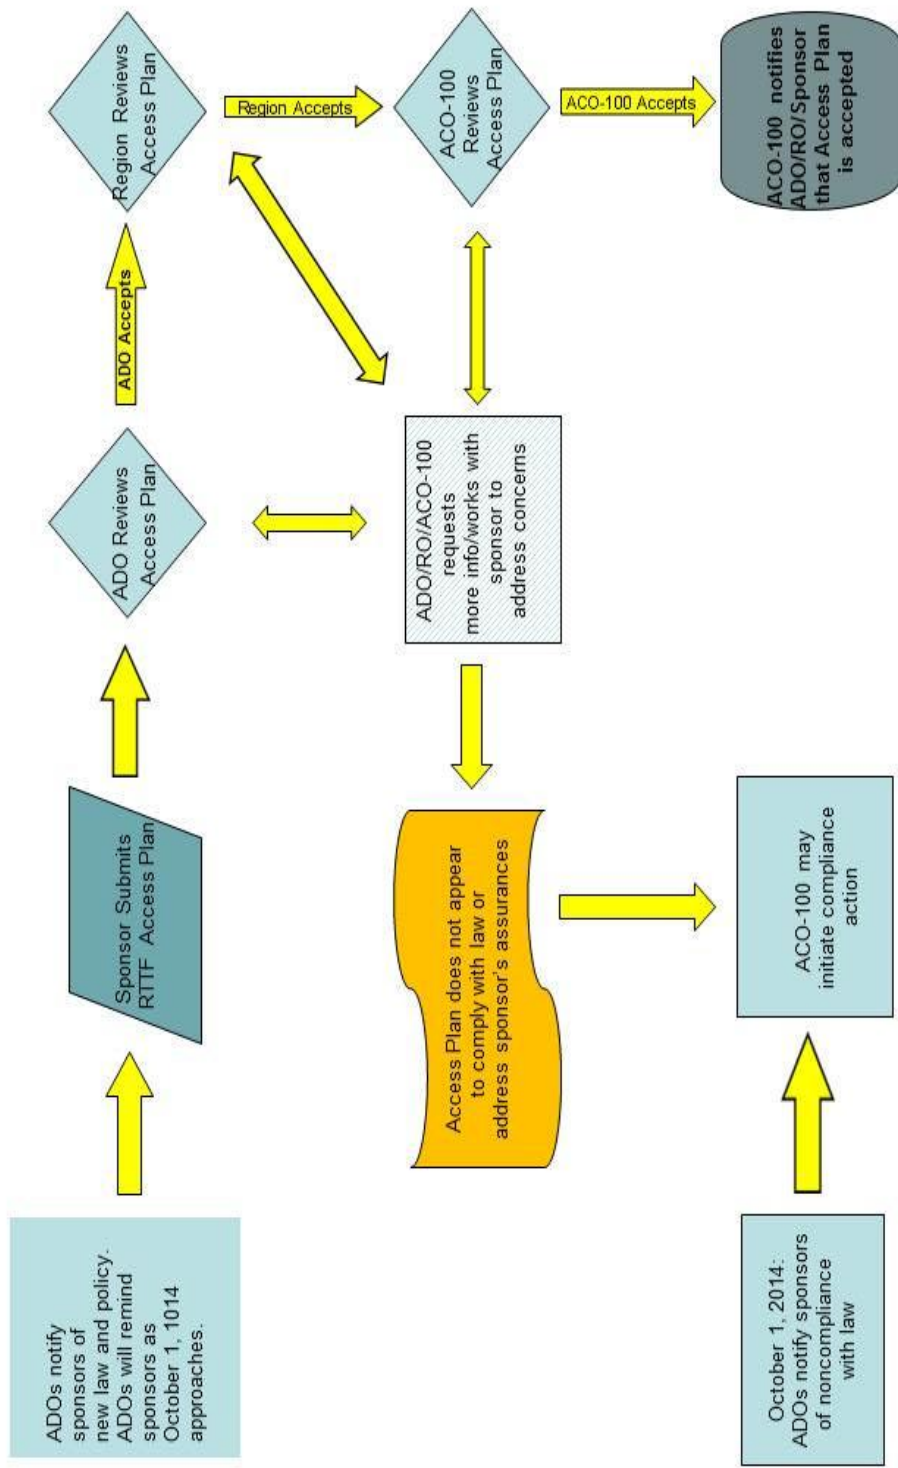 ADOs notify
sponsors of
new law and policy.
ADOs will remind
sponsors as
October 1, 1014
approaches.
Sponsor Submits
RTTF Access Plan
ADO Reviews
Access Plan
ADO Accepts
Region Reviews
Access Plan
Region Accepts
ACO-100
Reviews
Access Plan
ACO-100 Accepts
ACO-100 notifies
ADO/RO/Sponsor
that Access Plan
is accepted
ADO/RO/ACO-100
requests
more info/works with
sponsor to
address concerns
Access Plan does not appear
to comply with law or
address sponsor's assurances
ACO-100 may
initiate compliance
action
October 1, 2014:
ADOs notify sponsors
of noncompliance
with law